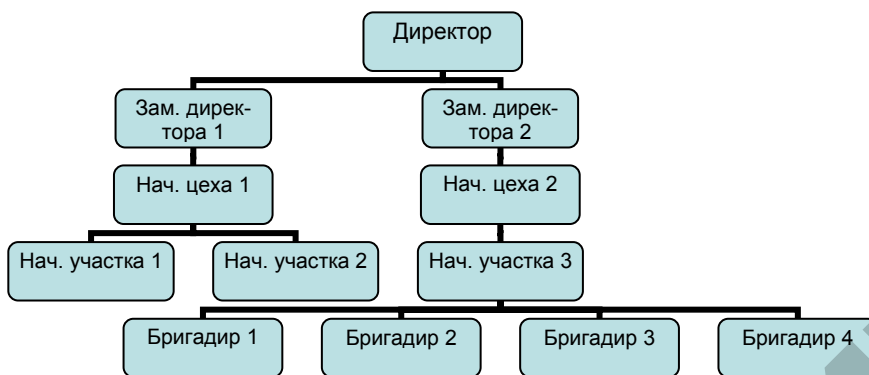 Директор
Зам. дирек-
тора 1
Зам. дирек-
тора 2
Нач. цеха 1
Нач. цеха 2
Нач. участка 1
Нач. участка 2
Нач. участка 3
Бригадир 1
Бригадир 2
Бригадир 3
Бригадир 4